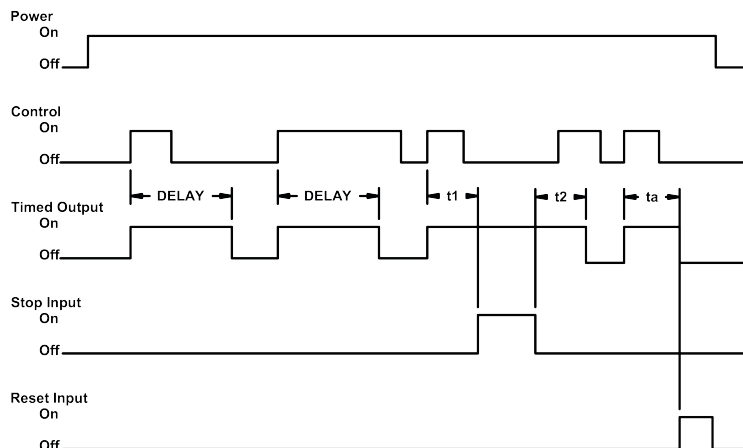 Power
On
Off
Control
On
Off
DELAY DELAY t1 t2 ta
Timed Output
On
Off
Stop Input
On
Off
Reset Input
On
Off